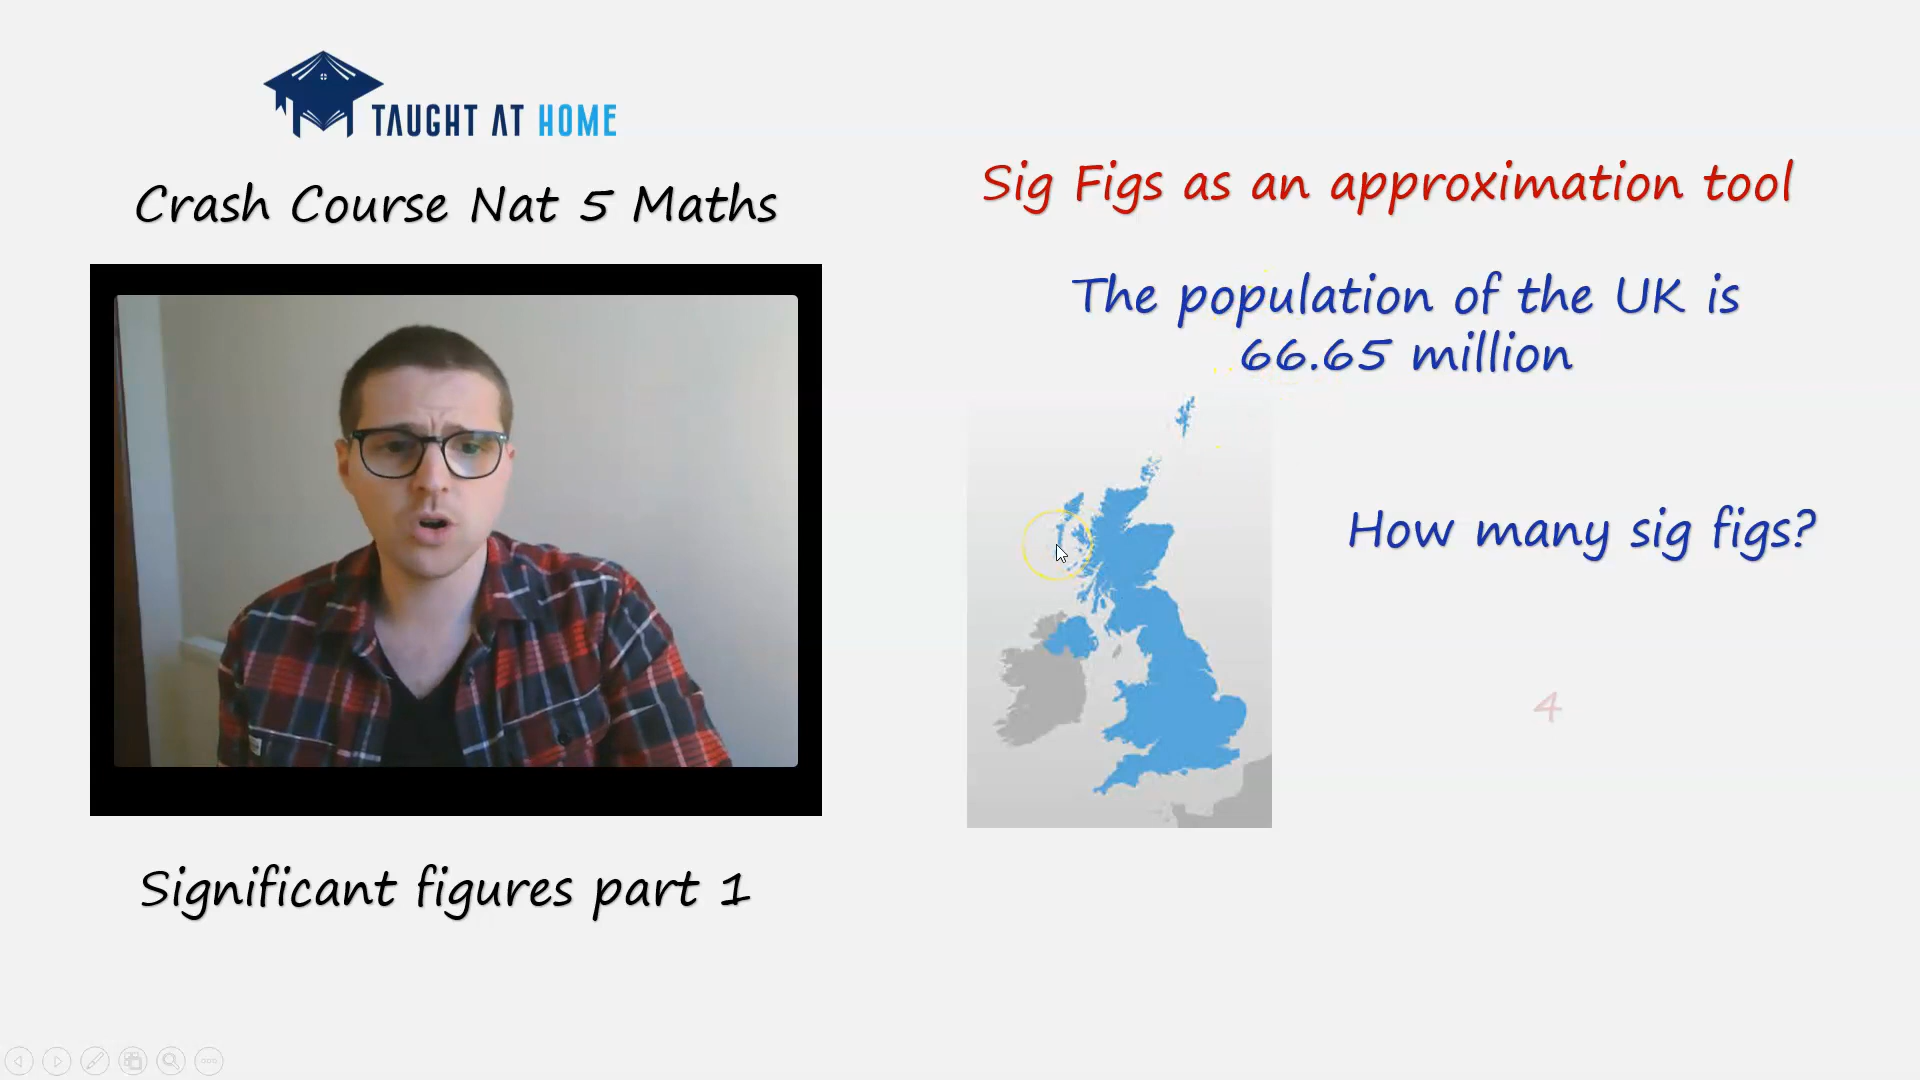 TAUGHT AT HOME
Crash Course Nat 5 Maths
Sig Figs as an approximation tool
The population of the UK is
66.65 million
How many sig figs?
4
Significant figures part 1